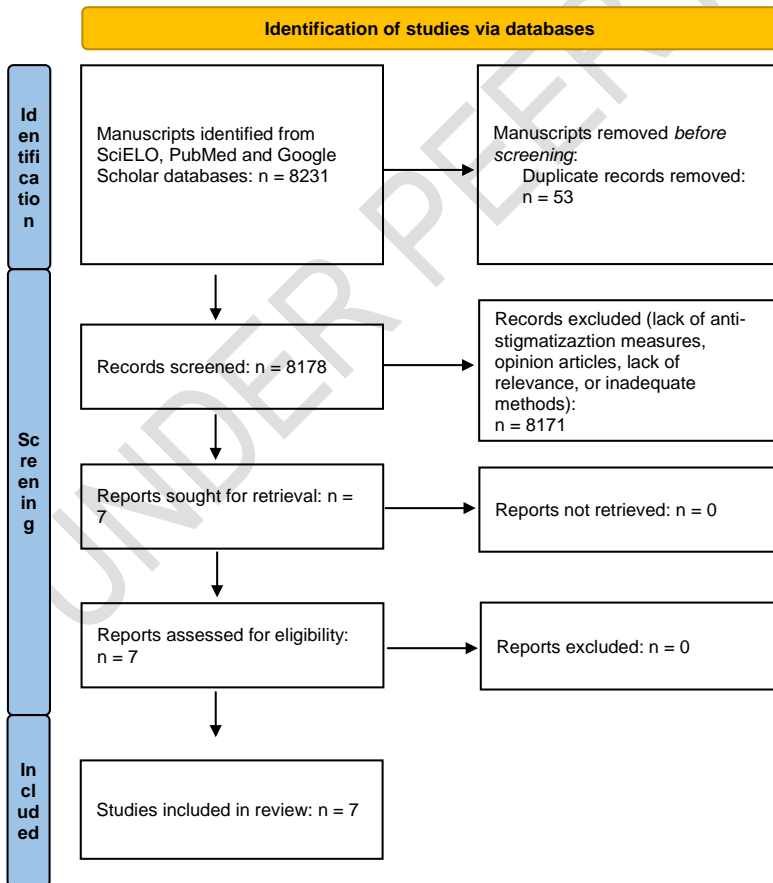 Identification of studies via databases
Id
en
tifi
ca
tio
n
Manuscripts identified from
SciELO, PubMed and Google
Scholar databases: n = 8231
Manuscripts removed before
screening:
Duplicate records removed:
n = 53
Sc
re
en
in
g
Records screened: n = 8178
Records excluded (lack of anti-
stigmatizaztion measures,
opinion articles, lack of
relevance, or inadequate
methods):
n = 8171
Reports sought for retrieval: n =
7
Reports not retrieved: n = 0
Reports assessed for eligibility:
n = 7
Reports excluded: n = 0
In
cl
ud
ed
Studies included in review: n = 7
UNDER PEER